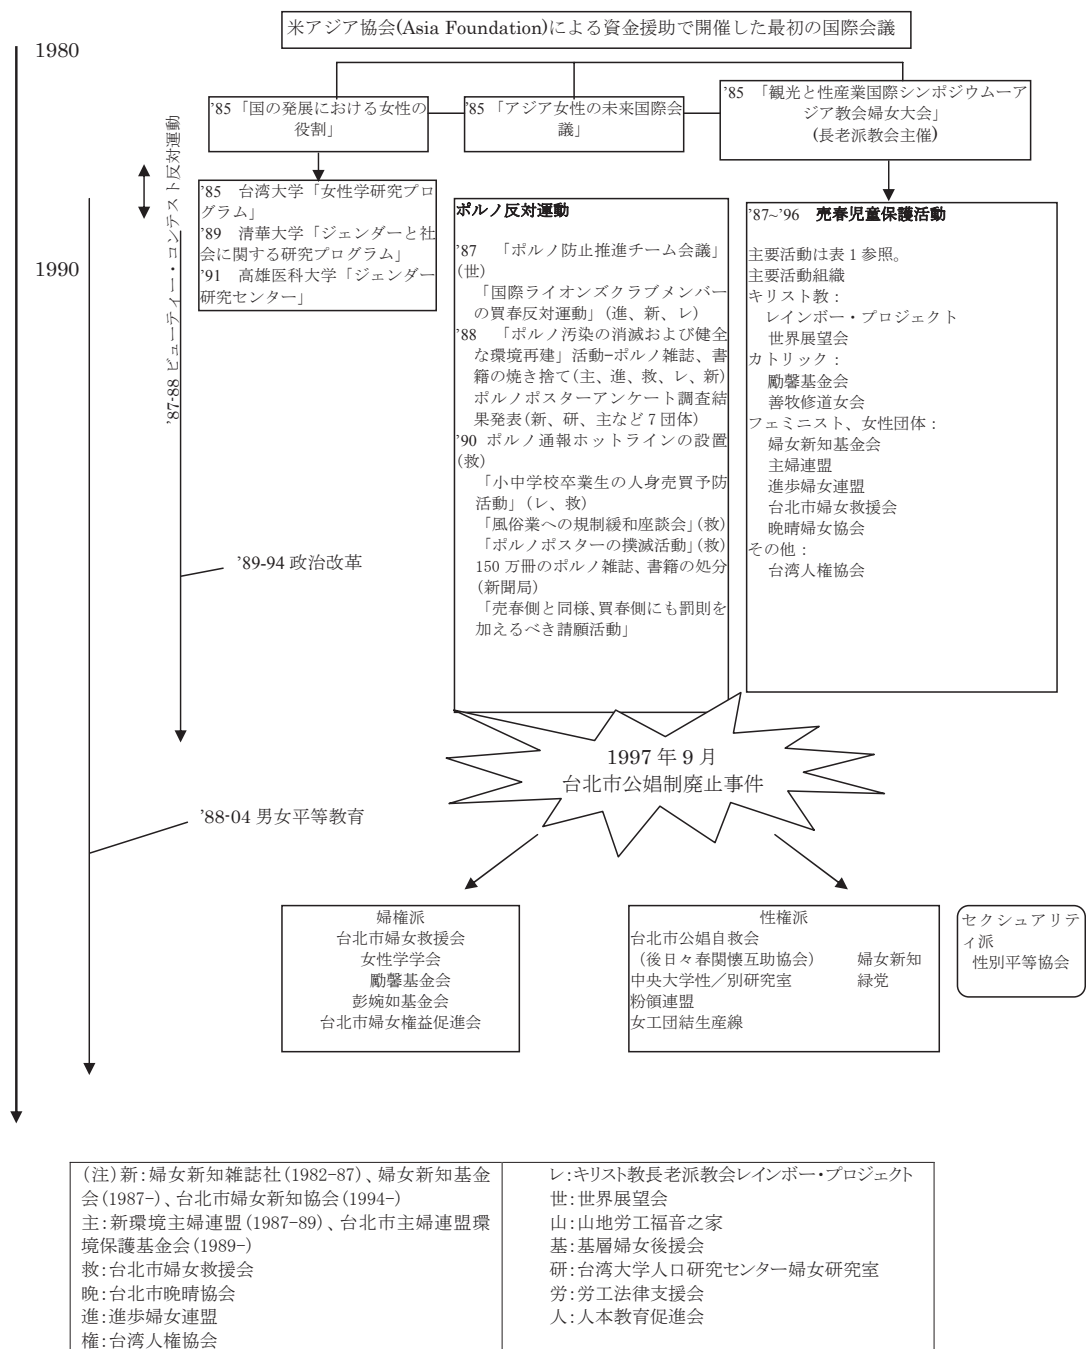 米アジア協会(Asia Foundation)による資金援助で開催した最初の国際会議
1980
'85 「国の発展における女性の
役割」
'85 「アジア女性の未来国際会
議」
'85 「観光と性産業国際シンポジウムーア
ジア教会婦女大会」
(長老派教会主催)
'87-88 ビューティー・コンテスト反対運動
'85 台湾大学「女性学研究プロ
グラム」
'89 清華大学「ジェンダーと社
会に関する研究プログラム」
'91 高雄医科大学「ジェンダー
研究センター」
1990
ポルノ反対運動
'87 「ポルノ防止推進チーム会議」
(世)
「国際ライオンズクラブメンバー
の買春反対運動」(進、新、レ)
'88 「ポルノ汚染の消滅および健全
な環境再建」活動−ポルノ雑誌、書
籍の焼き捨て(主、進、救、レ、新)
ポルノポスターアンケート調査結
果発表(新、研、主など7団体)
'90 ポルノ通報ホットラインの設置
(救)
「小中学校卒業生の人身売買予防
活動」(レ、救)
「風俗業への規制緩和座談会」(救)
「ポルノポスターの撲滅活動」(救)
150 万冊のポルノ雑誌、書籍の処分
(新聞局)
「売春側と同様、買春側にも罰則を
加えるべき請願活動」
'87~'96 売春児童保護活動
主要活動は表1参照。
主要活動組織
キリスト教:
レインボー・プロジェクト
世界展望会
カトリック:
励馨基金会
善牧修道女会
フェミニスト、女性団体:
婦女新知基金会
主婦連盟
進歩婦女連盟
台北市婦女救援会
晩晴婦女協会
その他:
台湾人権協会
'89-94 政治改革
1997 年 9 月
台北市公娼制廃止事件
'88-04 男女平等教育
婦権派
台北市婦女救援会
女性学学会
励馨基金会
彭婉如基金会
台北市婦女権益促進会
性権派
台北市公娼自救会
(後日々春関懐互助協会) 婦女新知
中央大学性/別研究室 緑党
粉領連盟
女工団結生産線
セクシュアリテ
ィ派
性別平等協会
(注)新:婦女新知雑誌社(1982-87)、婦女新知基金
会(1987-)、台北市婦女新知協会(1994-)
主:新環境主婦連盟(1987-89)、台北市主婦連盟環
境保護基金会(1989-)
救:台北市婦女救援会
晩:台北市晩晴協会
進:進歩婦女連盟
権:台湾人権協会
レ:キリスト教長老派教会レインボー・プロジェクト
世:世界展望会
山:山地労工福音之家
基:基層婦女後援会
研:台湾大学人口研究センター婦女研究室
労:労工法律支援会
人:人本教育促進会